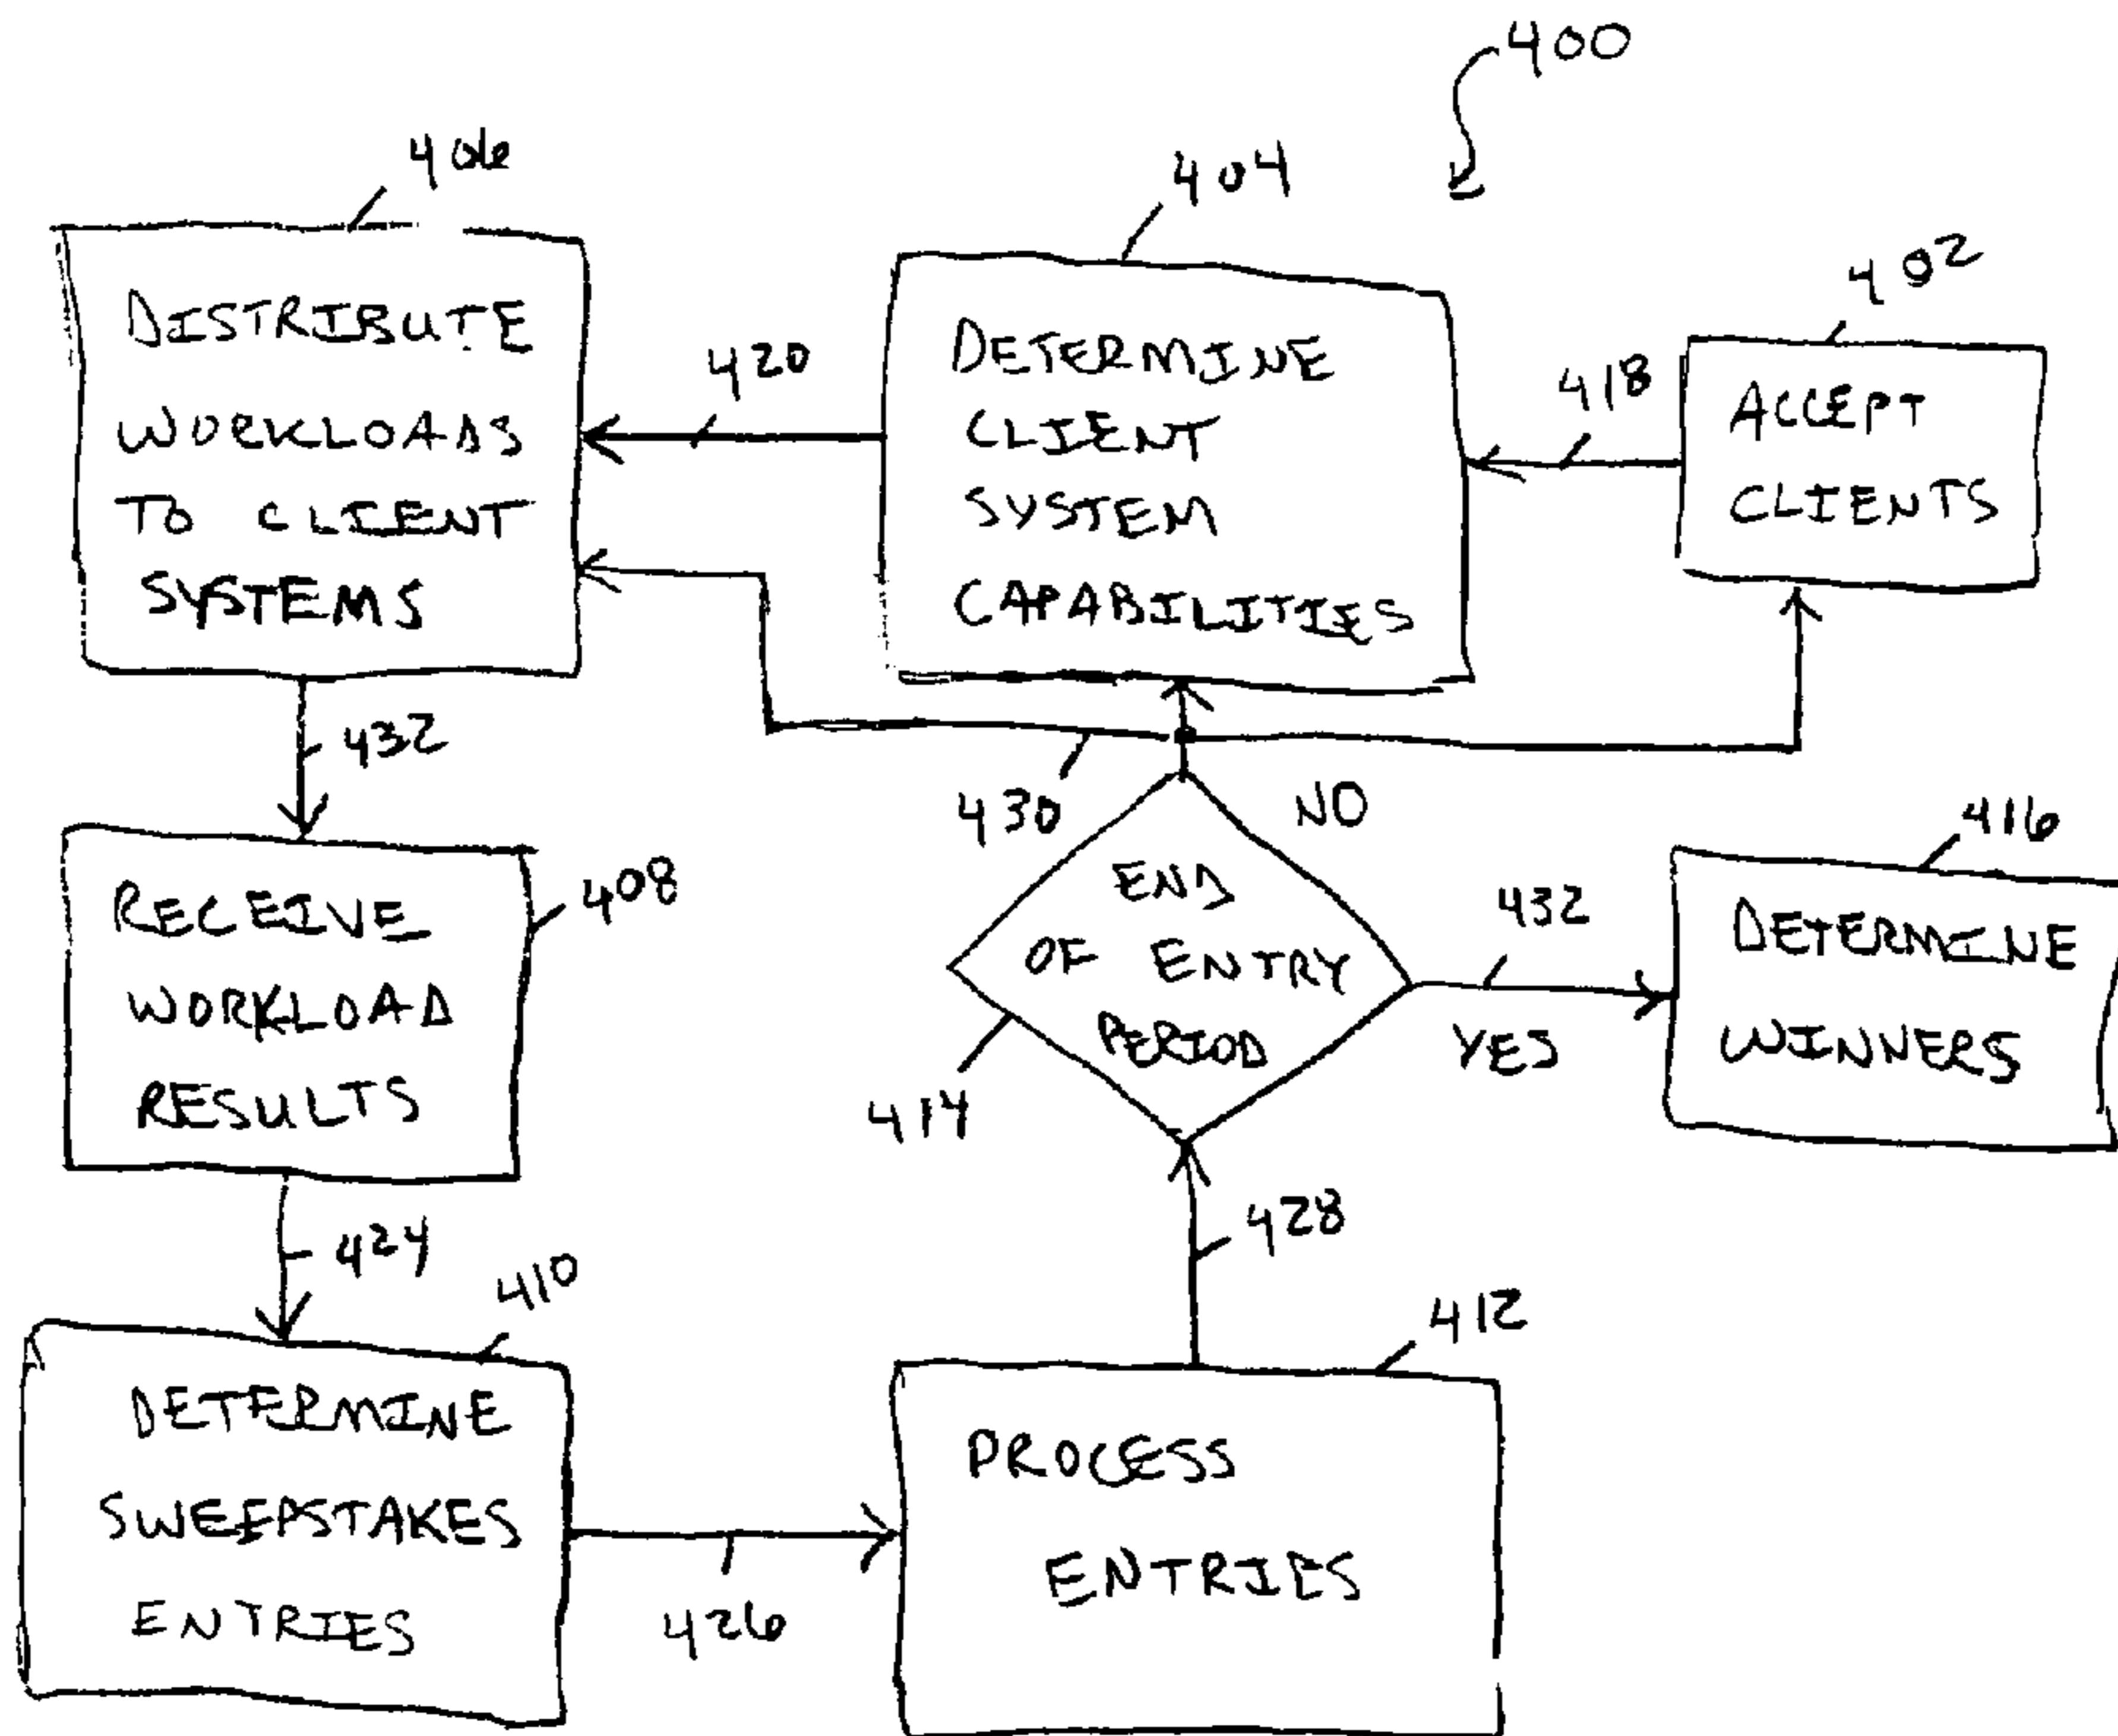 400
406
404
402
DISTRIBUTE
WORKLOADS
TO CLIENT
SYSTEMS
420
DETERMINE
CLIENT
SYSTEM
CAPABILITIES
418
ACCEPT
CLIENTS
432
430
NO
416
RECEIVE
WORKLOAD
RESULTS
408
END
OF ENTRY
PERIOD
414
432
YES
DETERMINE
WINNERS
424
410
428
412
DETERMINE
SWEEPSTAKES
ENTRIES
426
PROCESS
ENTRIES